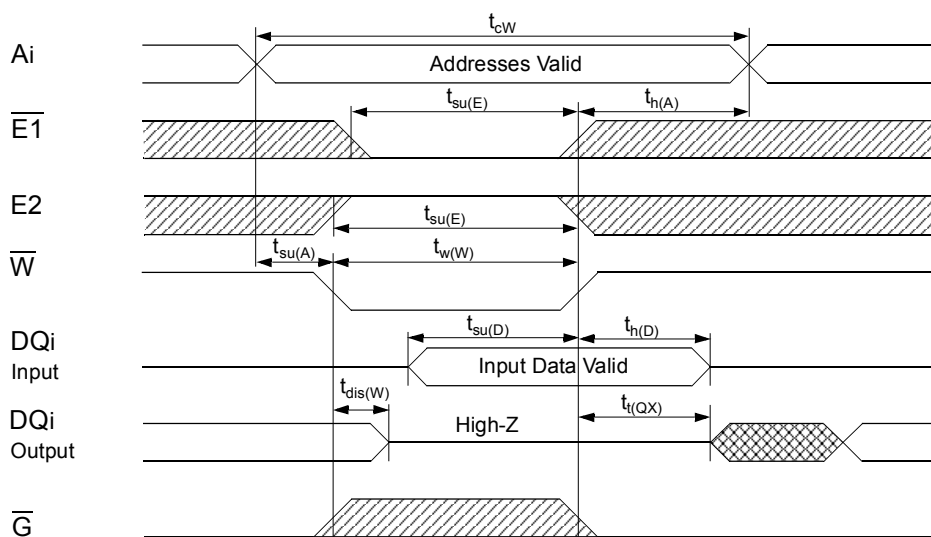 t_cW
Ai
Addresses Valid
t_su(E)
t_h(A)
E̅1̅
E2
t_su(E)
t_su(A)
t_w(W)
W̅
t_su(D)
t_h(D)
DQi
Input
Input Data Valid
t_dis(W)
t_t(QX)
DQi
Output
High-Z
G̅